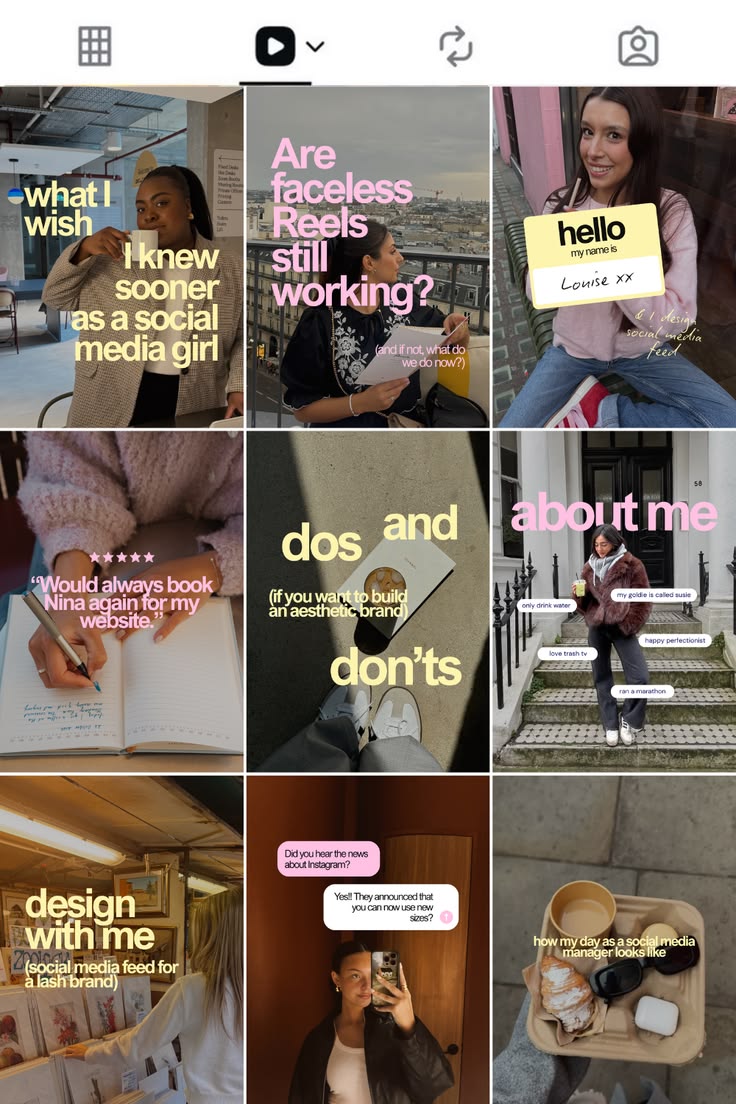 what I
wish
I knew
sooner
as a social
media girl
Are
faceless
Reels
still
working?
(and if not, what do
we do now?)
hello
my name is
Louise xx
& I design
social media
feed
★★★★★
“Would always book
Nina again for my
website.”
dos and
(if you want to build
an aesthetic brand)
don'ts
58
about me
my goldie is called susie
only drink water
happy perfectionist
love trash tv
ran a marathon
design
with me
(social media feed for
a lash brand)
Did you hear the news
about Instagram?
Yes!! They announced that
you can now use new
sizes?
how my day as a social media
manager looks like